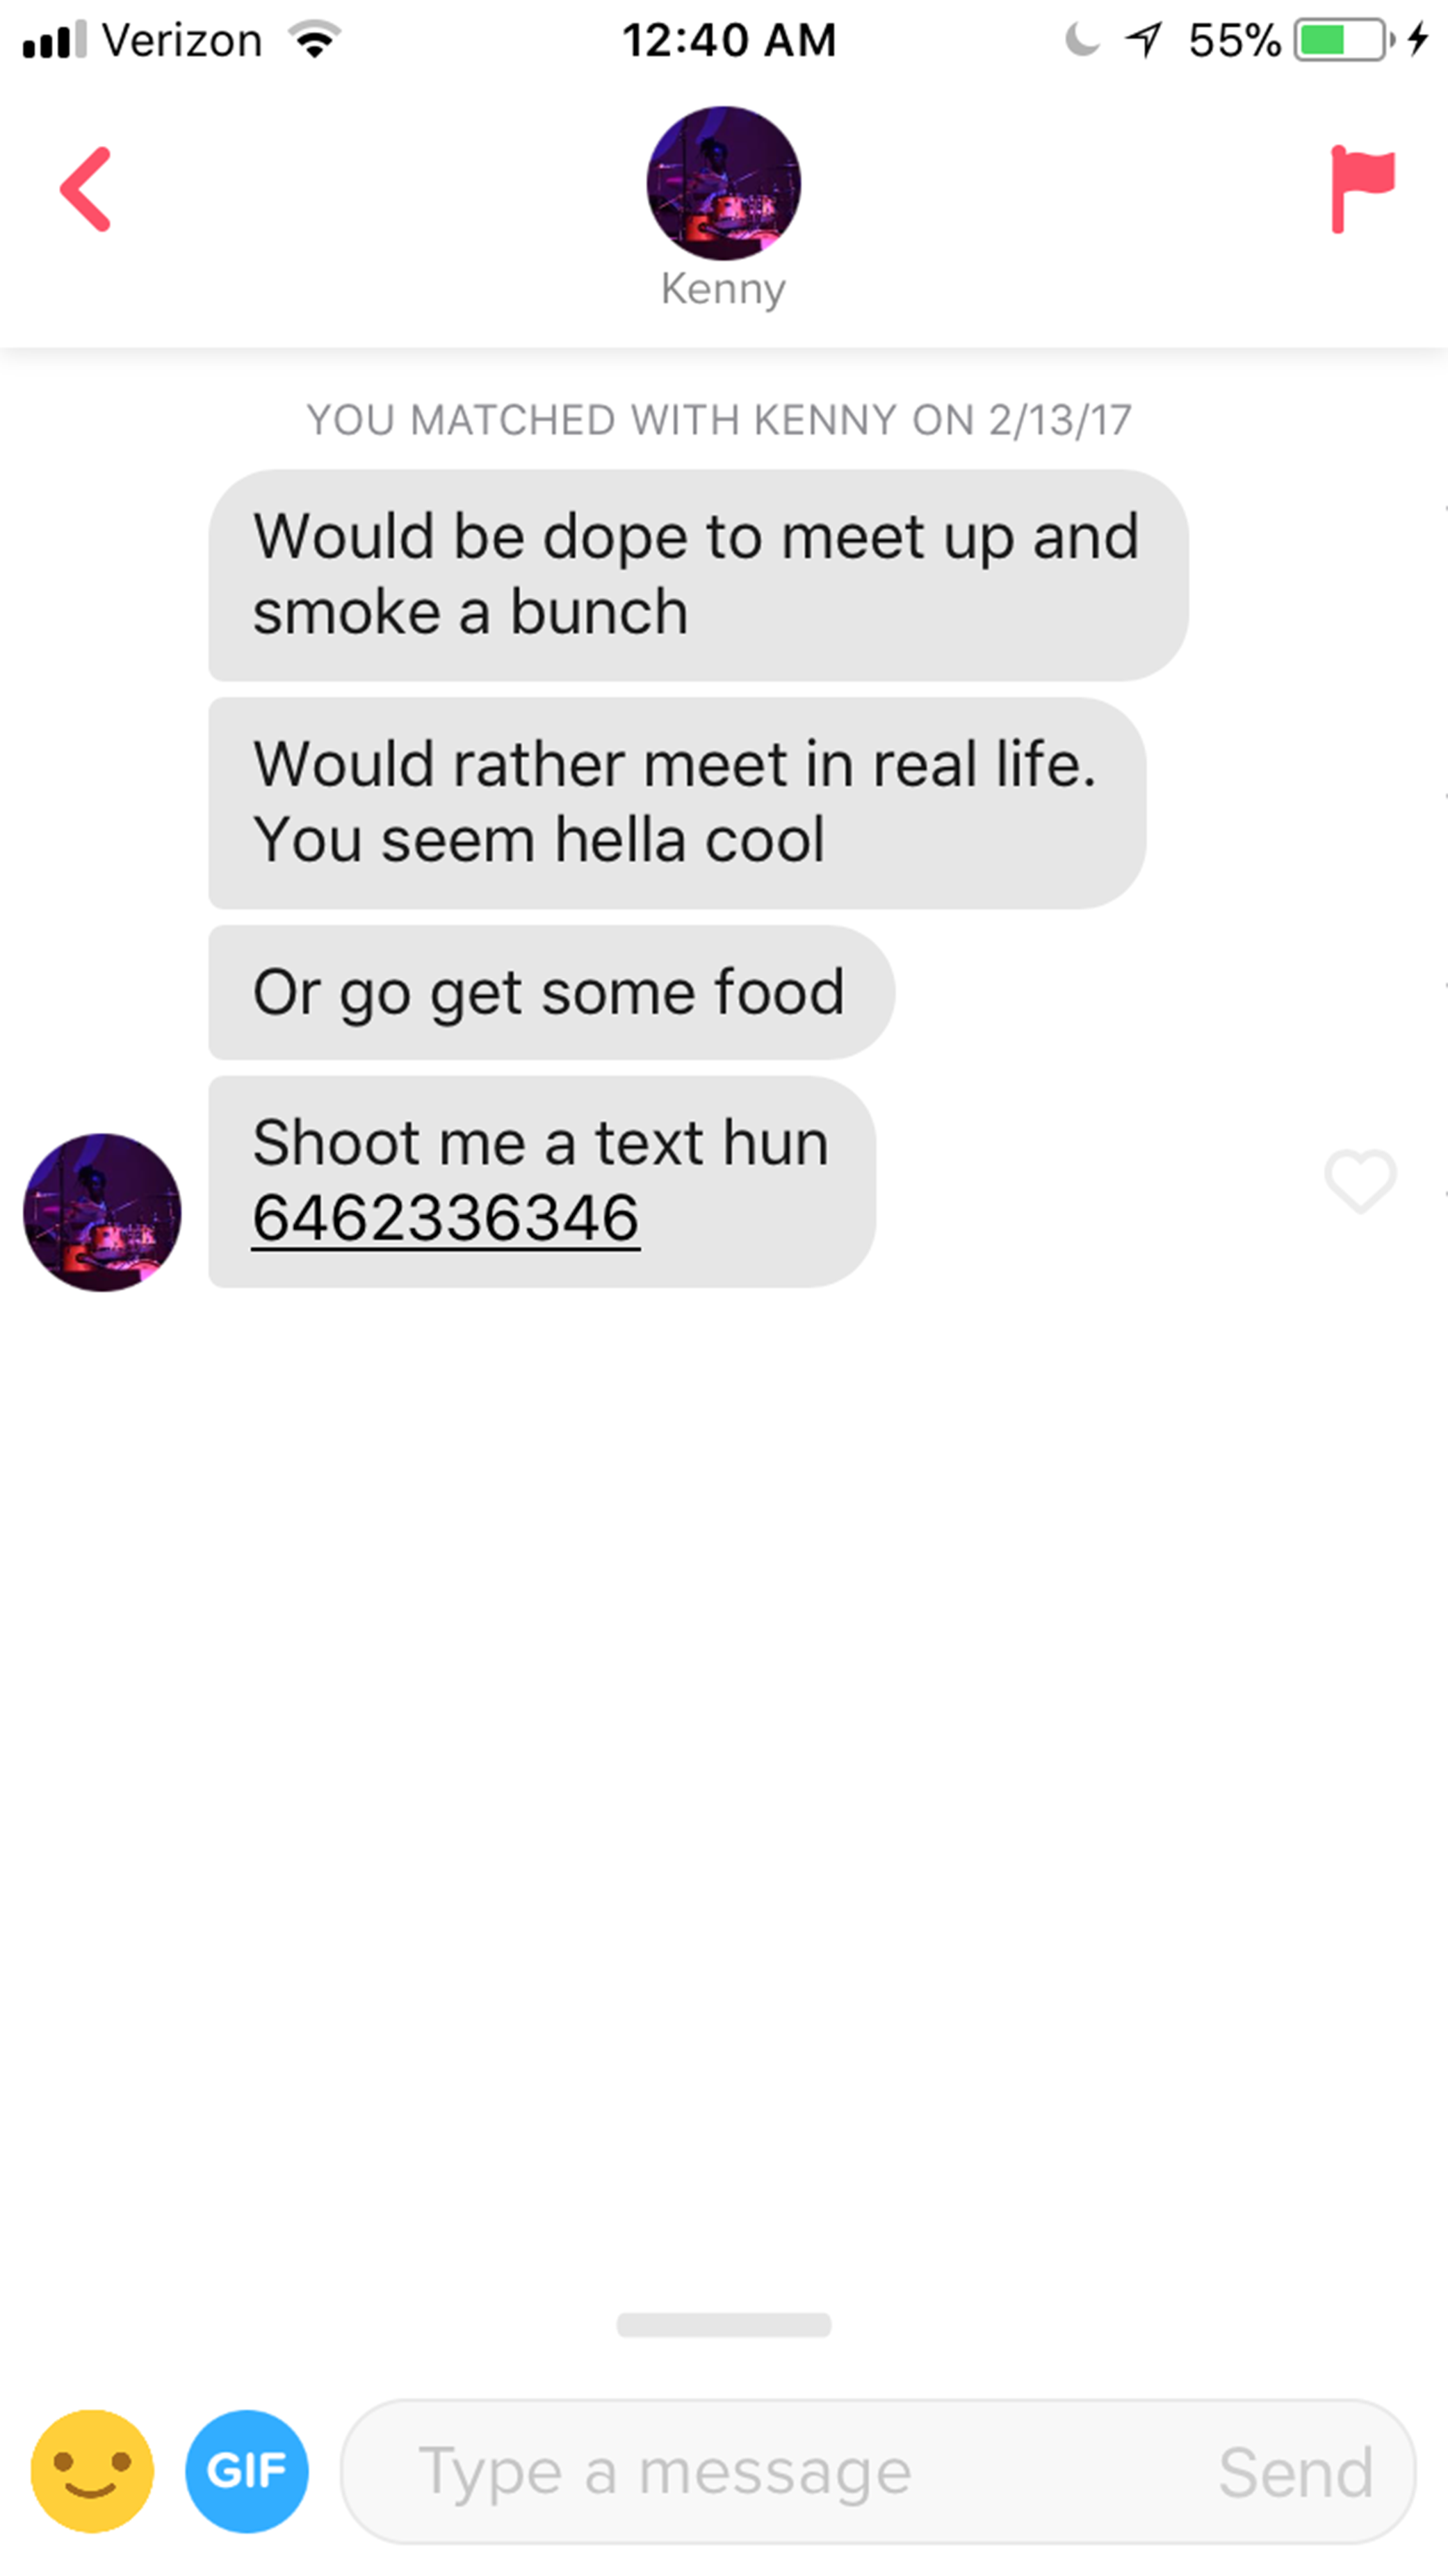 Verizon 12:40 AM 55%
Kenny
YOU MATCHED WITH KENNY ON 2/13/17
Would be dope to meet up and
smoke a bunch
Would rather meet in real life.
You seem hella cool
Or go get some food
Shoot me a text hun
6462336346
GIF Type a message Send